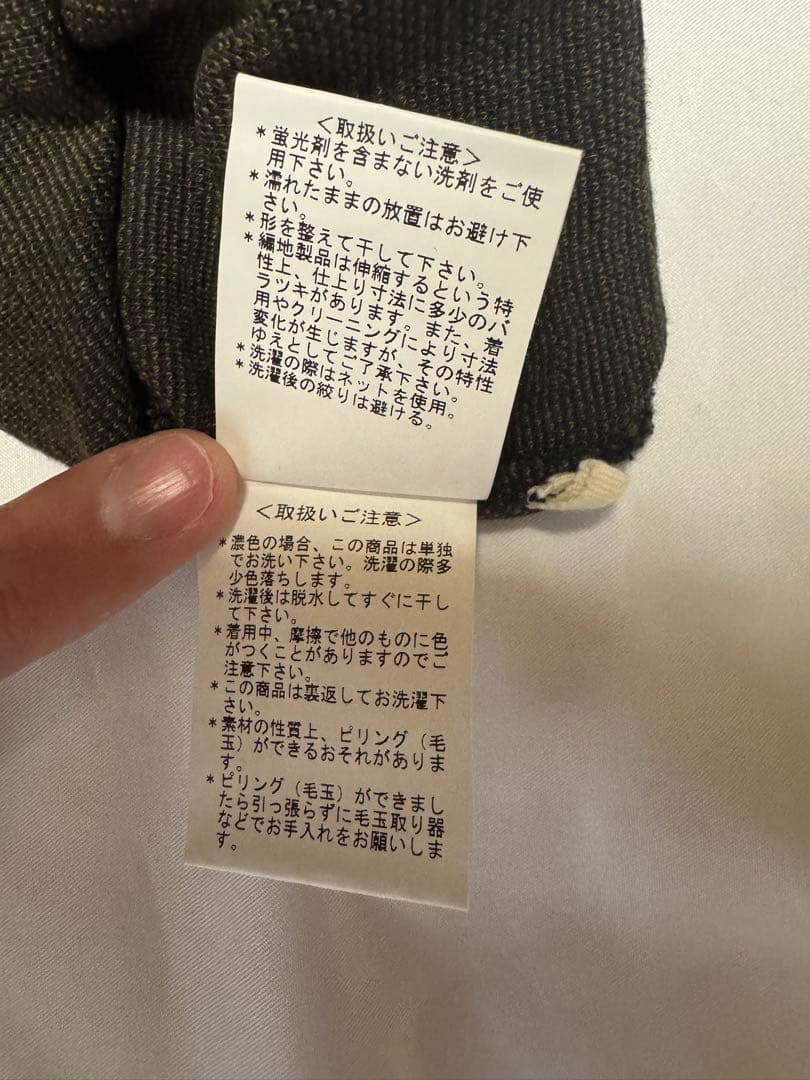 ＜取扱いご注意＞
＊蛍光剤を含まない洗剤をご使
用下さい。
＊濡れたままの放置はお避け下
さい。
＊形を整えて干して下さい。
＊編地製品は伸縮するという特
性上、仕上り寸法に多少のバ
ラツキがあります。また、着
用やクリーニングにより寸法
変化が生じますが、その特性
ゆえとしてご了承下さい。
＊洗濯の際はネットを使用。
＊洗濯後の絞りは避ける。
＜取扱いご注意＞
＊濃色の場合、この商品は単独
でお洗い下さい。洗濯の際多
少色落ちします。
＊洗濯後は脱水してすぐに干し
て下さい。
＊着用中、摩擦で他のものに色
がつくことがありますのでご
注意下さい。
＊この商品は裏返してお洗濯下
さい。
＊素材の性質上、ピリング（毛
玉）ができるおそれがありま
す。
＊ピリング（毛玉）ができまし
たら引っ張らずに毛玉取り器
などでお手入れをお願いしま
す。